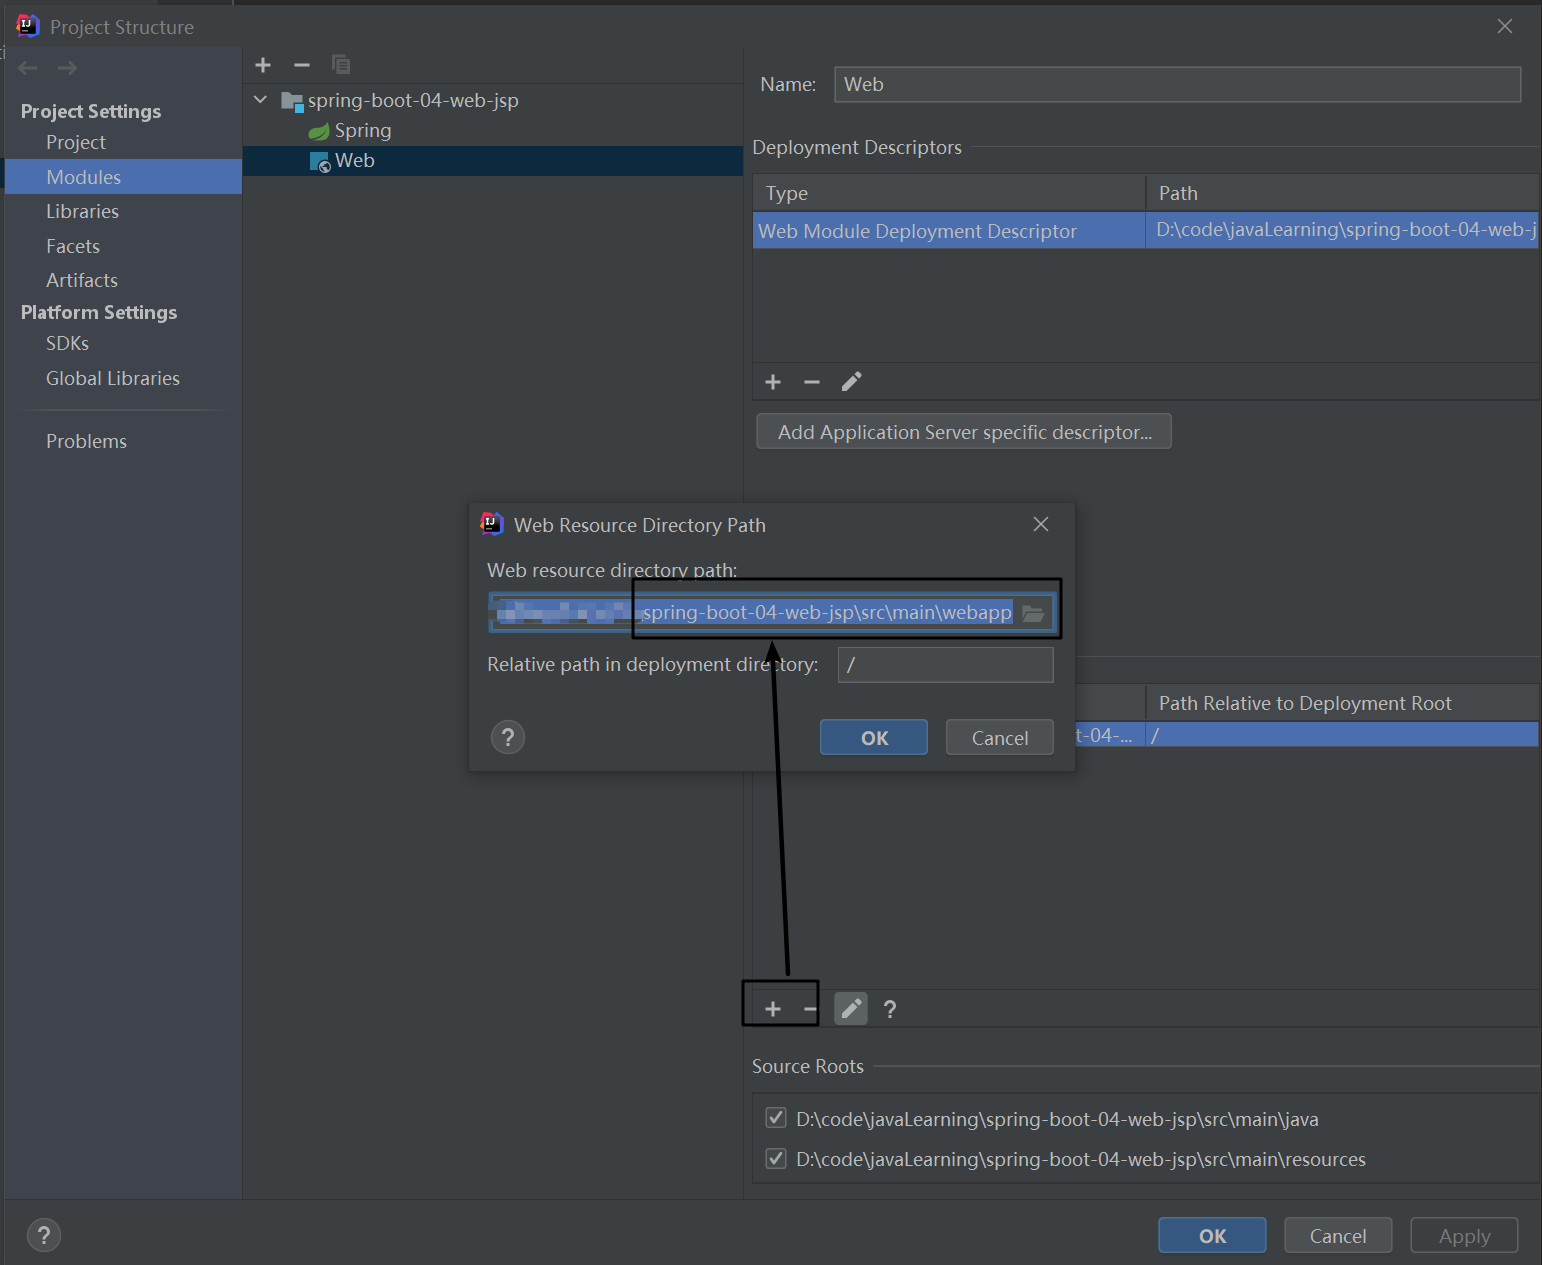 Project Structure
Project Settings
Project
Modules
Libraries
Facets
Artifacts
Platform Settings
SDKs
Global Libraries
Problems
spring-boot-04-web-jsp
Spring
Web
Name: Web
Deployment Descriptors
Type Path
Web Module Deployment Descriptor D:\code\javaLearning\spring-boot-04-web-j
Add Application Server specific descriptor...
Web Resource Directory Path
Web resource directory path:
spring-boot-04-web-jsp\src\main\webapp
Relative path in deployment directory: /
? OK Cancel
Path Relative to Deployment Root
t-04-... /
?
Source Roots
D:\code\javaLearning\spring-boot-04-web-jsp\src\main\java
D:\code\javaLearning\spring-boot-04-web-jsp\src\main\resources
? OK Cancel Apply